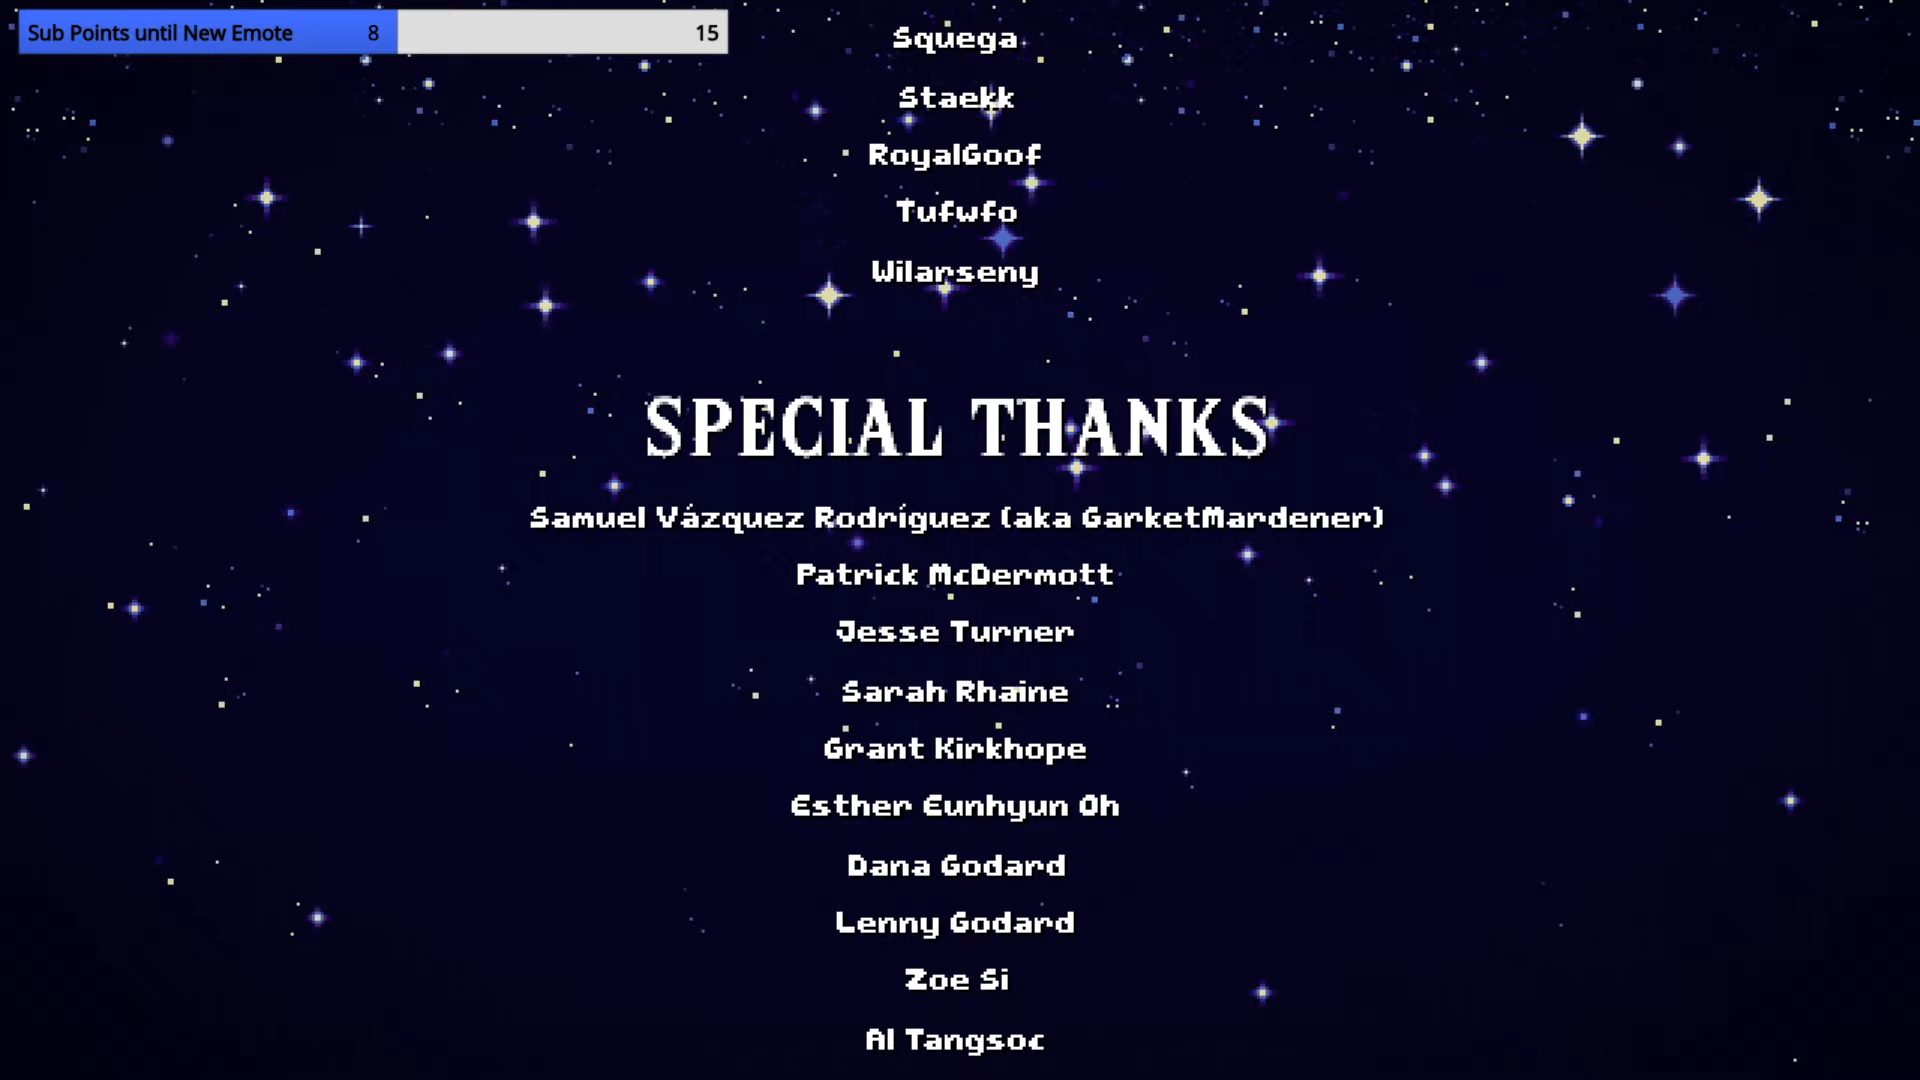 Sub Points until New Emote 8 15
Squega
Staekk
RoyalGoof
Tufwfo
Wilarseny
SPECIAL THANKS
Samuel Vázquez Rodríguez (aka GarketMardener)
Patrick McDermott
Jesse Turner
Sarah Rhaine
Grant Kirkhope
Esther Eunhyun Oh
Dana Godard
Lenny Godard
Zoe Si
Al Tangsoc